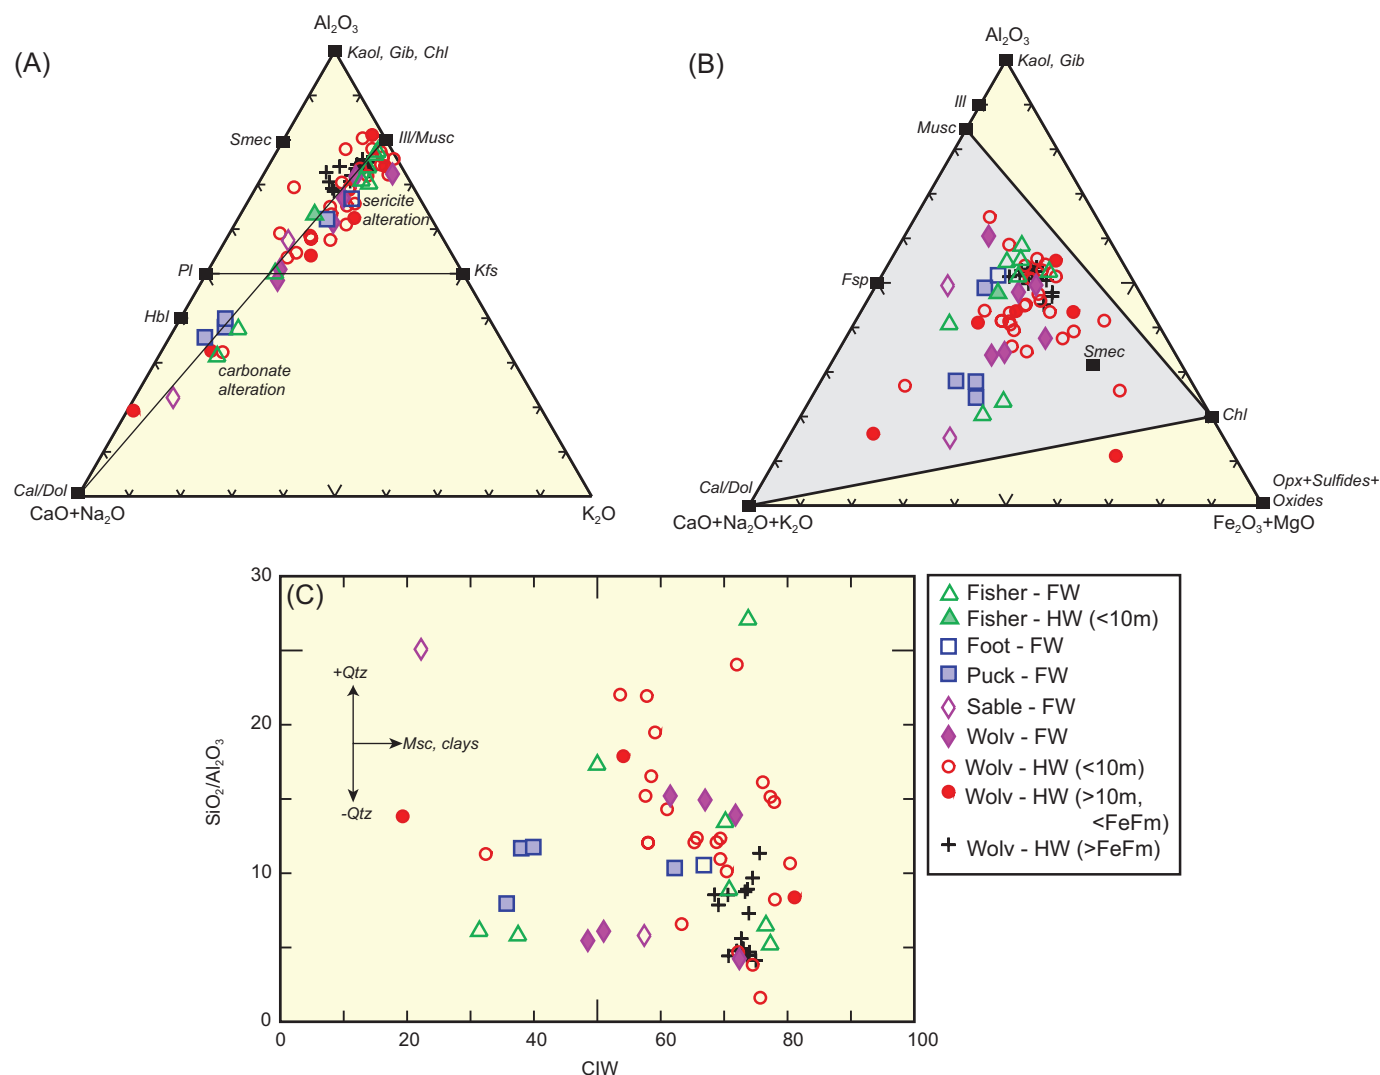 (A)
Al₂O₃
Kaol, Gib, Chl
Smec
Ill/Musc
sericite
alteration
Pl
Kfs
Hbl
carbonate
alteration
Cal/Dol
CaO+Na₂O
K₂O
(B)
Al₂O₃
Kaol, Gib
Ill
Musc
Fsp
Smec
Chl
Cal/Dol
Opx+Sulfides+
Oxides
CaO+Na₂O+K₂O
Fe₂O₃+MgO
(C)
30
20
10
0
SiO₂/Al₂O₃
+Qtz
Msc, clays
-Qtz
0
20
40
60
80
100
CIW
Fisher - FW
Fisher - HW (<10m)
Foot - FW
Puck - FW
Sable - FW
Wolv - FW
Wolv - HW (<10m)
Wolv - HW (>10m,
<FeFm)
Wolv - HW (>FeFm)